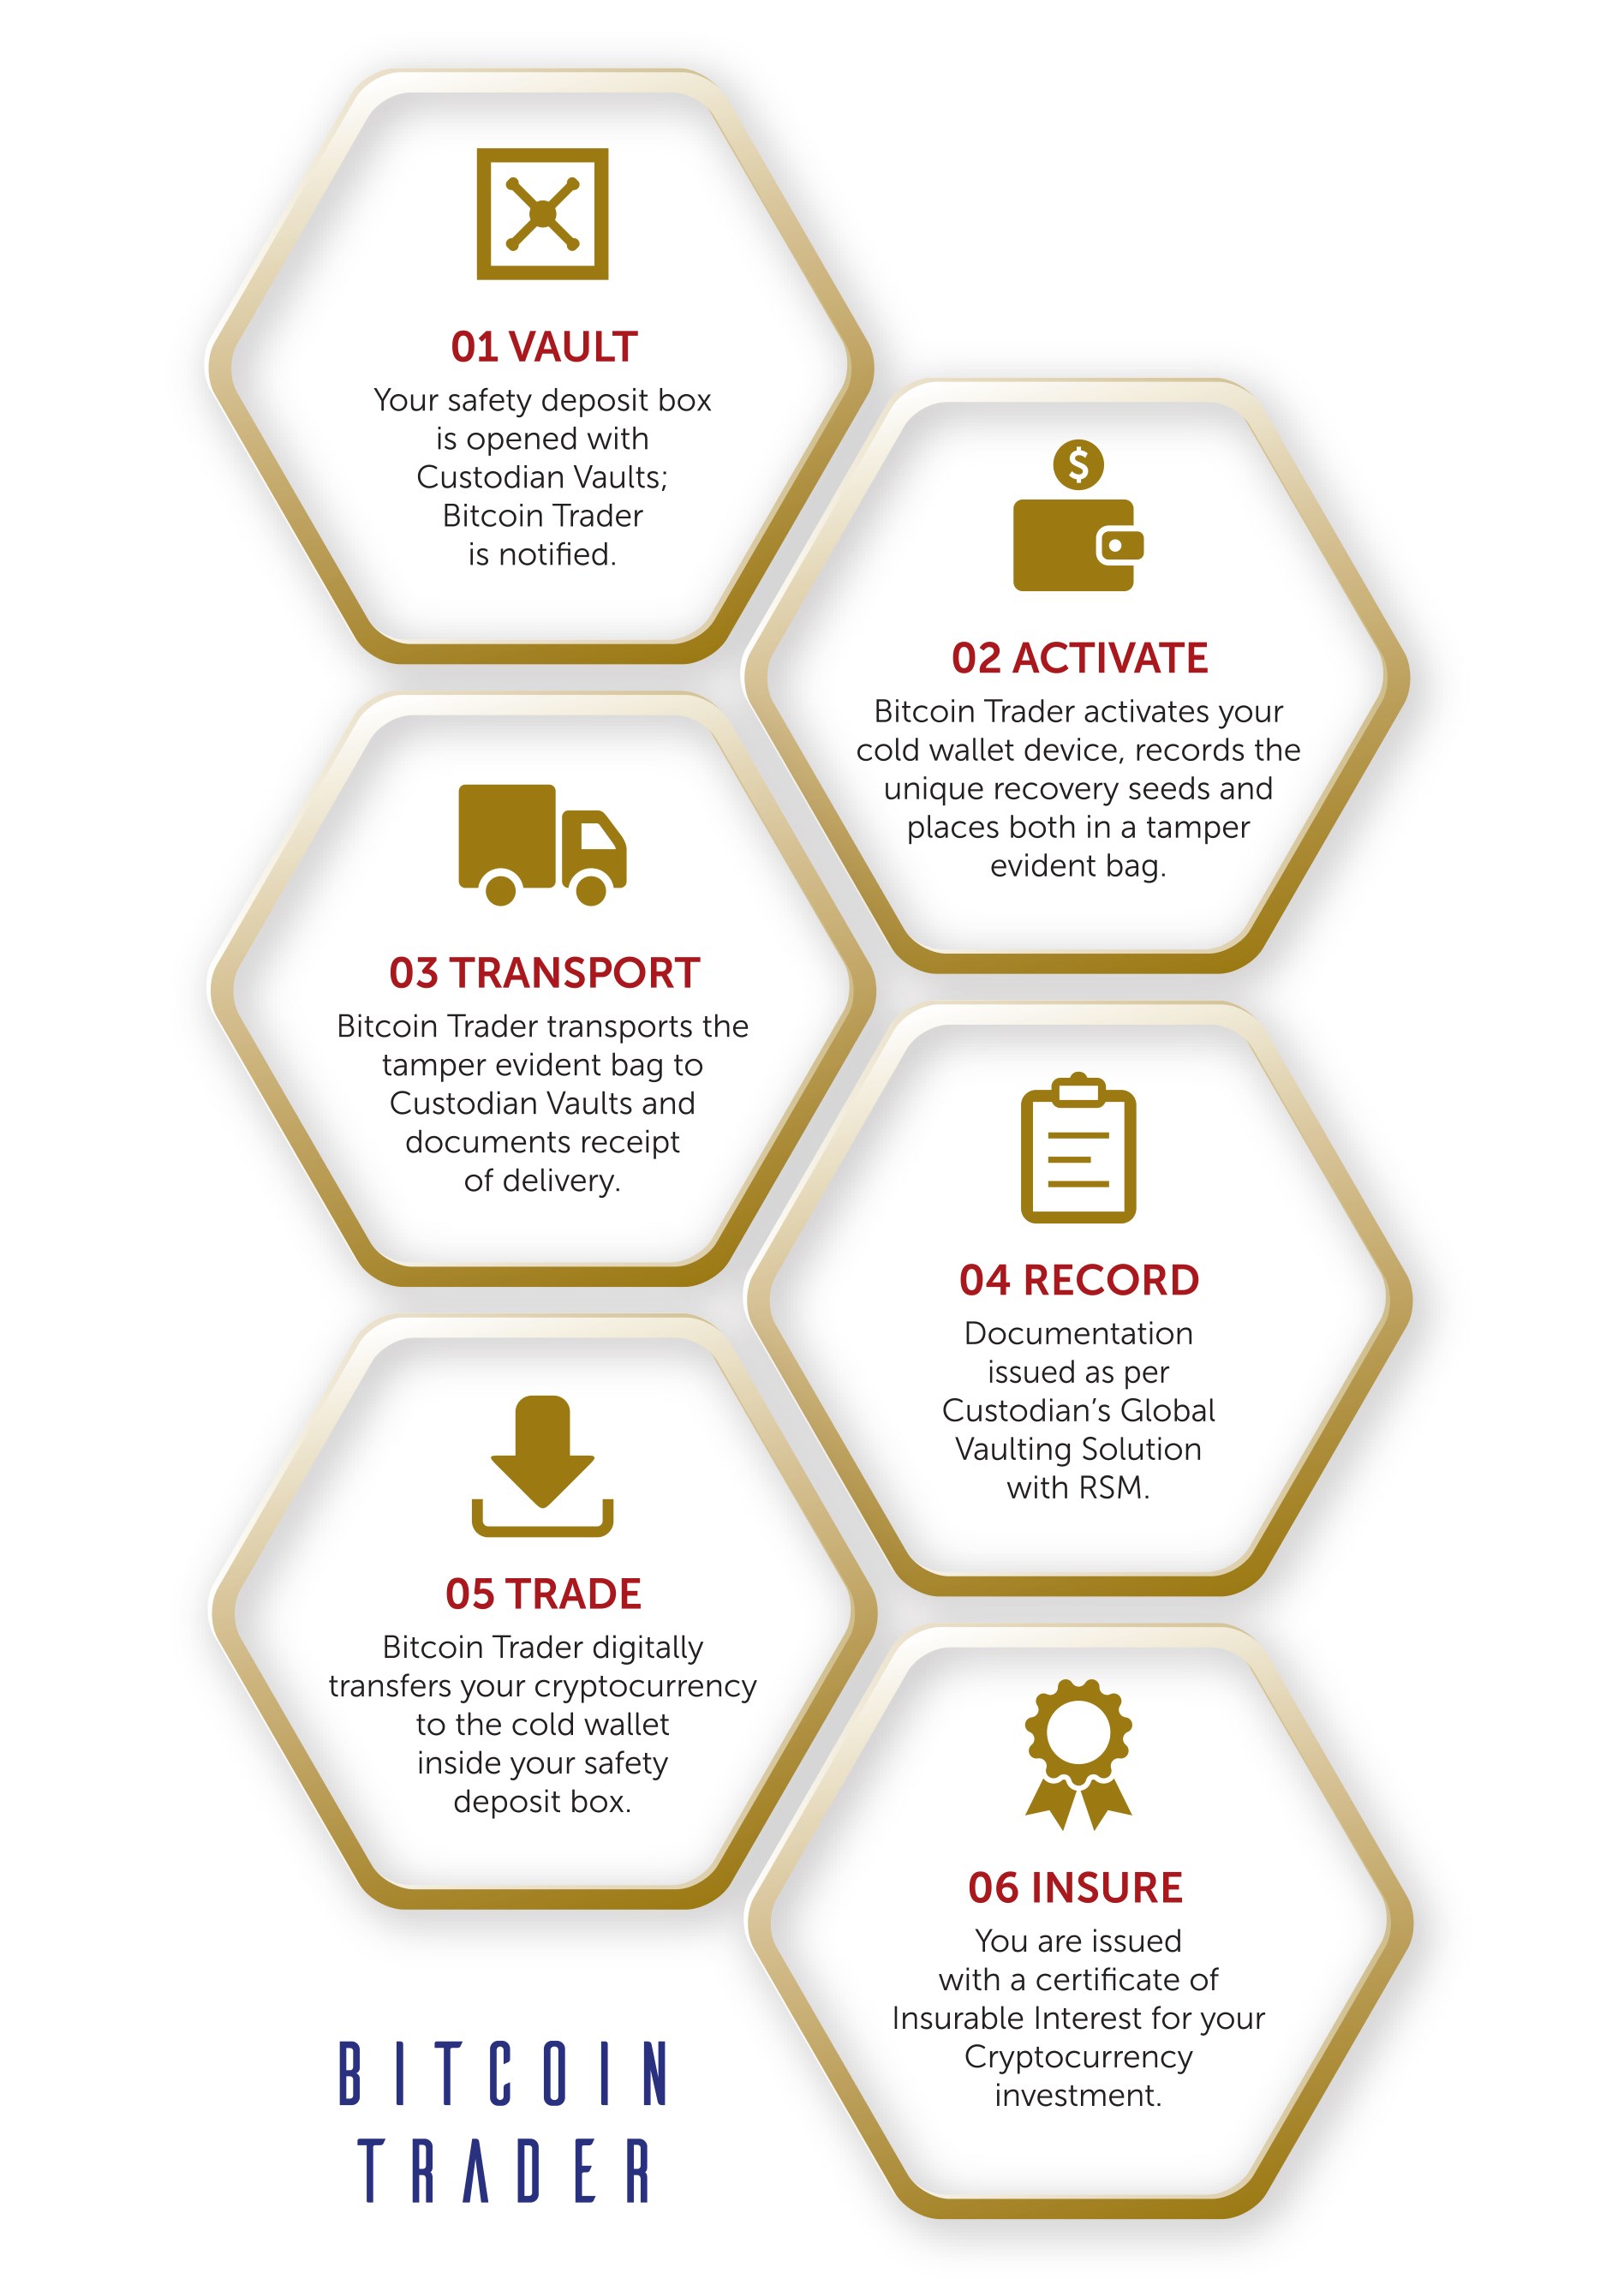 01 VAULT
Your safety deposit box
is opened with
Custodian Vaults;
Bitcoin Trader
is notified.
02 ACTIVATE
Bitcoin Trader activates your
cold wallet device, records the
unique recovery seeds and
places both in a tamper
evident bag.
03 TRANSPORT
Bitcoin Trader transports the
tamper evident bag to
Custodian Vaults and
documents receipt
of delivery.
04 RECORD
Documentation
issued as per
Custodian’s Global
Vaulting Solution
with RSM.
05 TRADE
Bitcoin Trader digitally
transfers your cryptocurrency
to the cold wallet
inside your safety
deposit box.
06 INSURE
You are issued
with a certificate of
Insurable Interest for your
Cryptocurrency
investment.
BITCOIN
TRADER